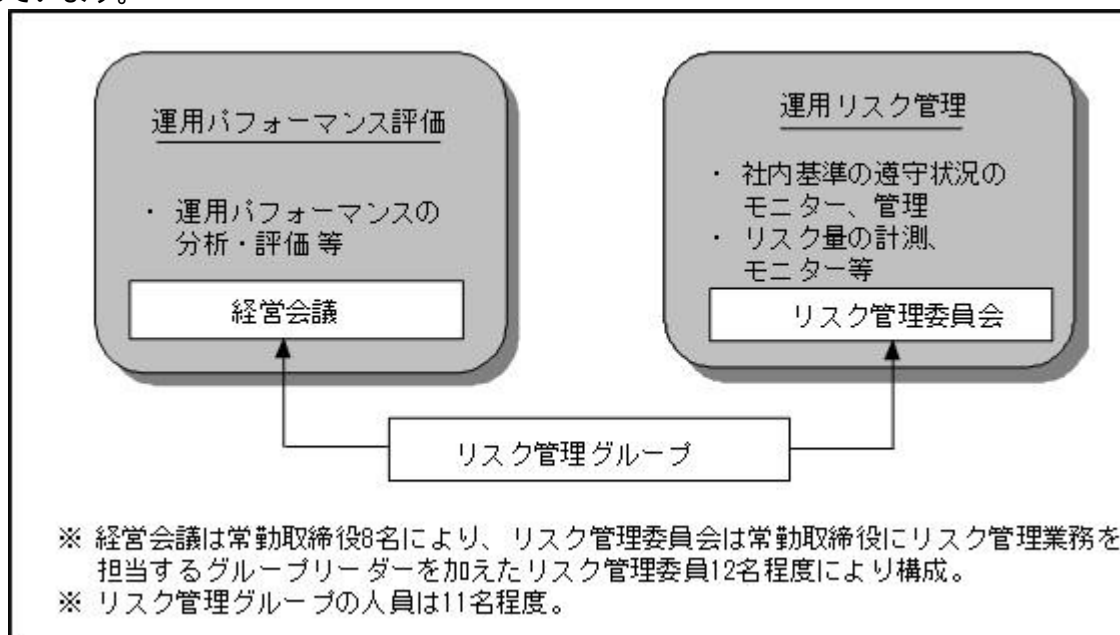 います。
運用パフォーマンス評価
・ 運用パフォーマンスの
分析・評価 等
経営会議
運用リスク管理
・ 社内基準の遵守状況の
モニター、管理
・ リスク量の計測、
モニター等
リスク管理委員会
リスク管理グループ
※ 経営会議は常勤取締役8名により、リスク管理委員会は常勤取締役にリスク管理業務を
担当するグループリーダーを加えたリスク管理委員12名程度により構成。
※ リスク管理グループの人員は11名程度。